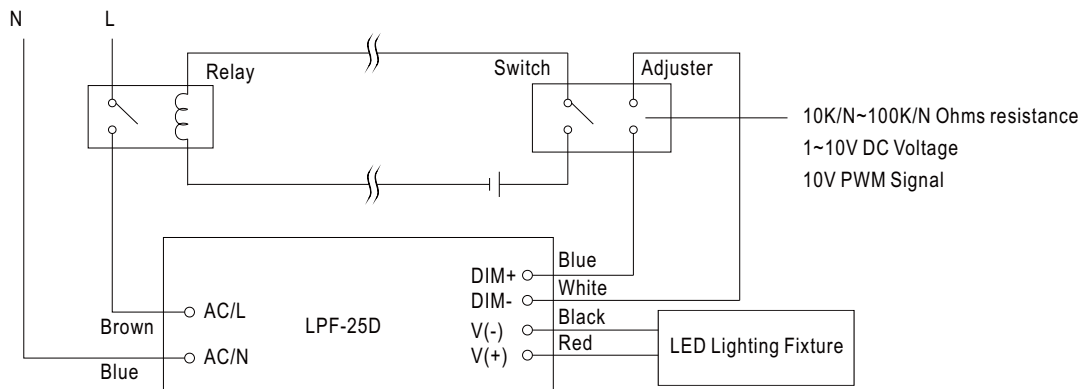 N
L
Relay
Switch
Adjuster
10K/N~100K/N Ohms resistance
1~10V DC Voltage
10V PWM Signal
Blue
DIM+
White
DIM-
Black
AC/L
Brown
LPF-25D
V(-)
Red
LED Lighting Fixture
AC/N
V(+)
Blue